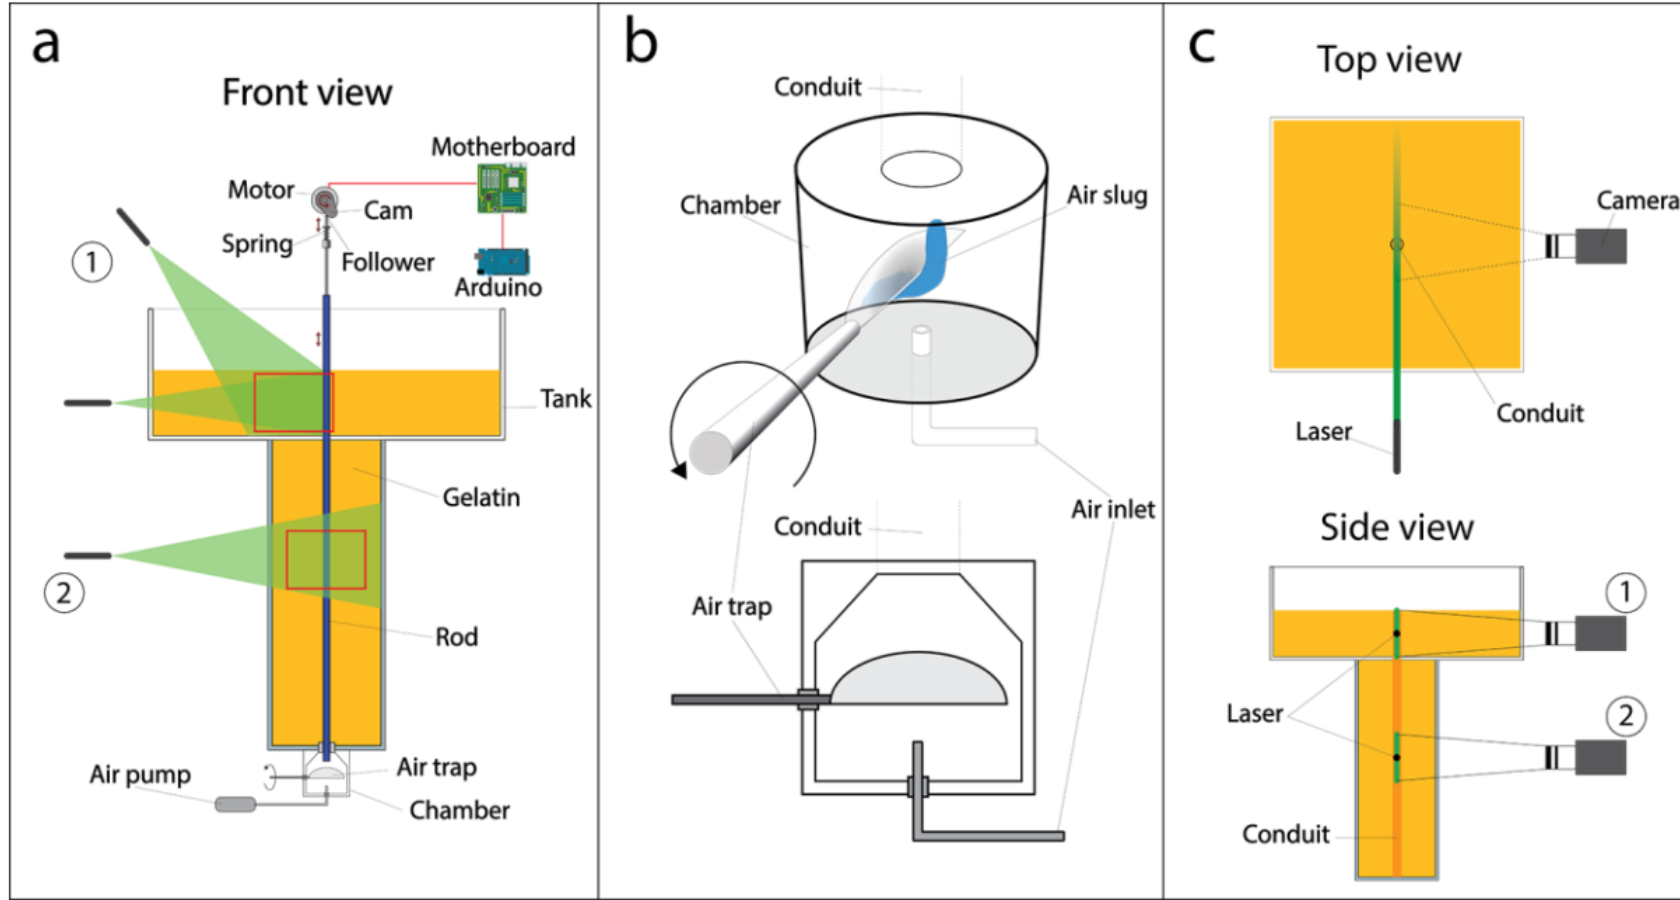 a
Front view
Motherboard
Motor
Cam
Spring
Follower
Arduino
1
Tank
Gelatin
2
Rod
Air pump
Air trap
Chamber
b
Conduit
Air slug
Chamber
Air inlet
Conduit
Air trap
c
Top view
Camera
Conduit
Laser
Side view
1
2
Laser
Conduit